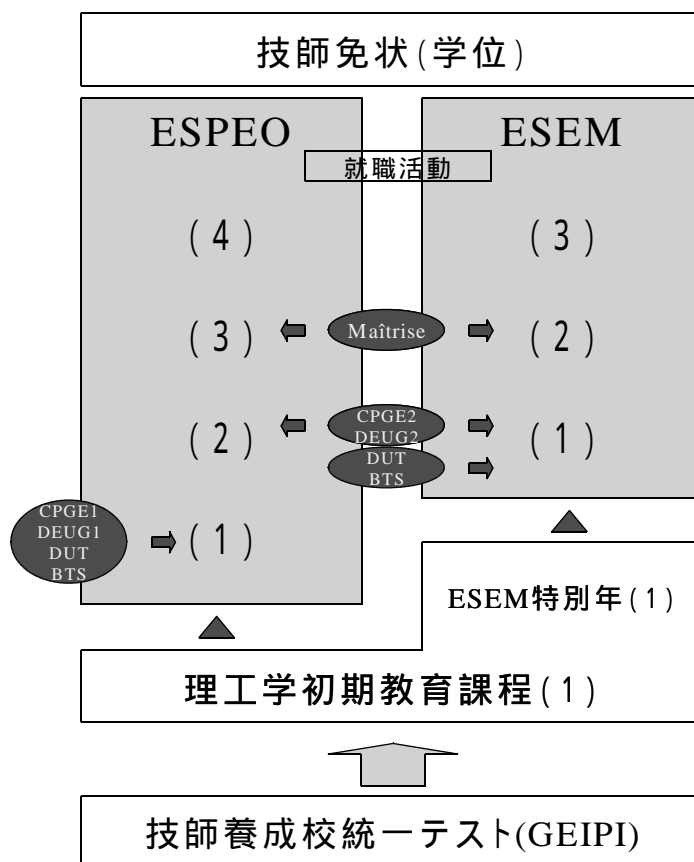 技師免状(学位)
ESPEO
ESEM
就職活動
(4)
(3)
(3)
Maîtrise
(2)
(2)
CPGE2
DEUG2
(1)
DUT
BTS
CPGE1
DEUG1
DUT
BTS
(1)
ESEM特別年(1)
理工学初期教育課程(1)
技師養成校統一テスト(GEIPI)